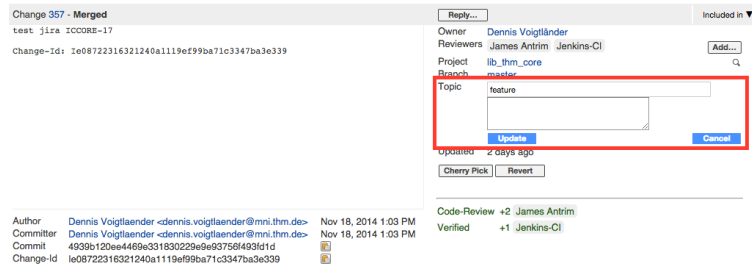 Change 357 - Merged
Reply...
Included in ▼
test jira ICCORE-17
Change-Id: Ie08722316321240a1119ef99ba71c3347ba3e339
Owner Dennis Voigtländer
Reviewers James Antrim Jenkins-CI
Add...
Project lib_thm_core
Branch master
Topic feature
Update Cancel
Updated 2 days ago
Cherry Pick Revert
Code-Review +2 James Antrim
Verified +1 Jenkins-CI
Author Dennis Voigtlaender <dennis.voigtlaender@mni.thm.de> Nov 18, 2014 1:03 PM
Committer Dennis Voigtlaender <dennis.voigtlaender@mni.thm.de> Nov 18, 2014 1:03 PM
Commit 4939b120ee4469e331830229e9e93756f493fd1d
Change-Id Ie08722316321240a1119ef99ba71c3347ba3e339